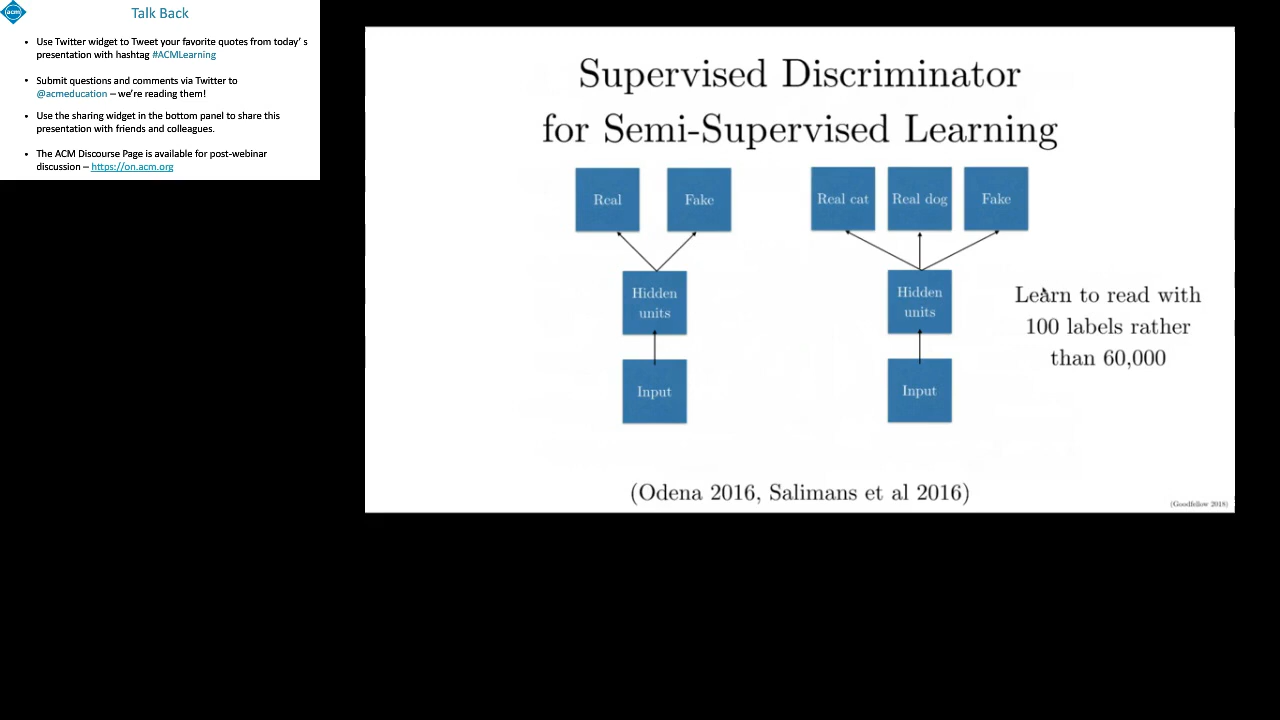 acm
Talk Back
• Use Twitter widget to Tweet your favorite quotes from today' s
presentation with hashtag #ACMLearning
• Submit questions and comments via Twitter to
@acmeducation – we're reading them!
• Use the sharing widget in the bottom panel to share this
presentation with friends and colleagues.
• The ACM Discourse Page is available for post-webinar
discussion – https://on.acm.org
Supervised Discriminator
for Semi-Supervised Learning
Real Fake
Hidden
units
Input
Real cat Real dog Fake
Hidden
units
Input
Learn to read with
100 labels rather
than 60,000
(Odena 2016, Salimans et al 2016)
(Goodfellow 2018)